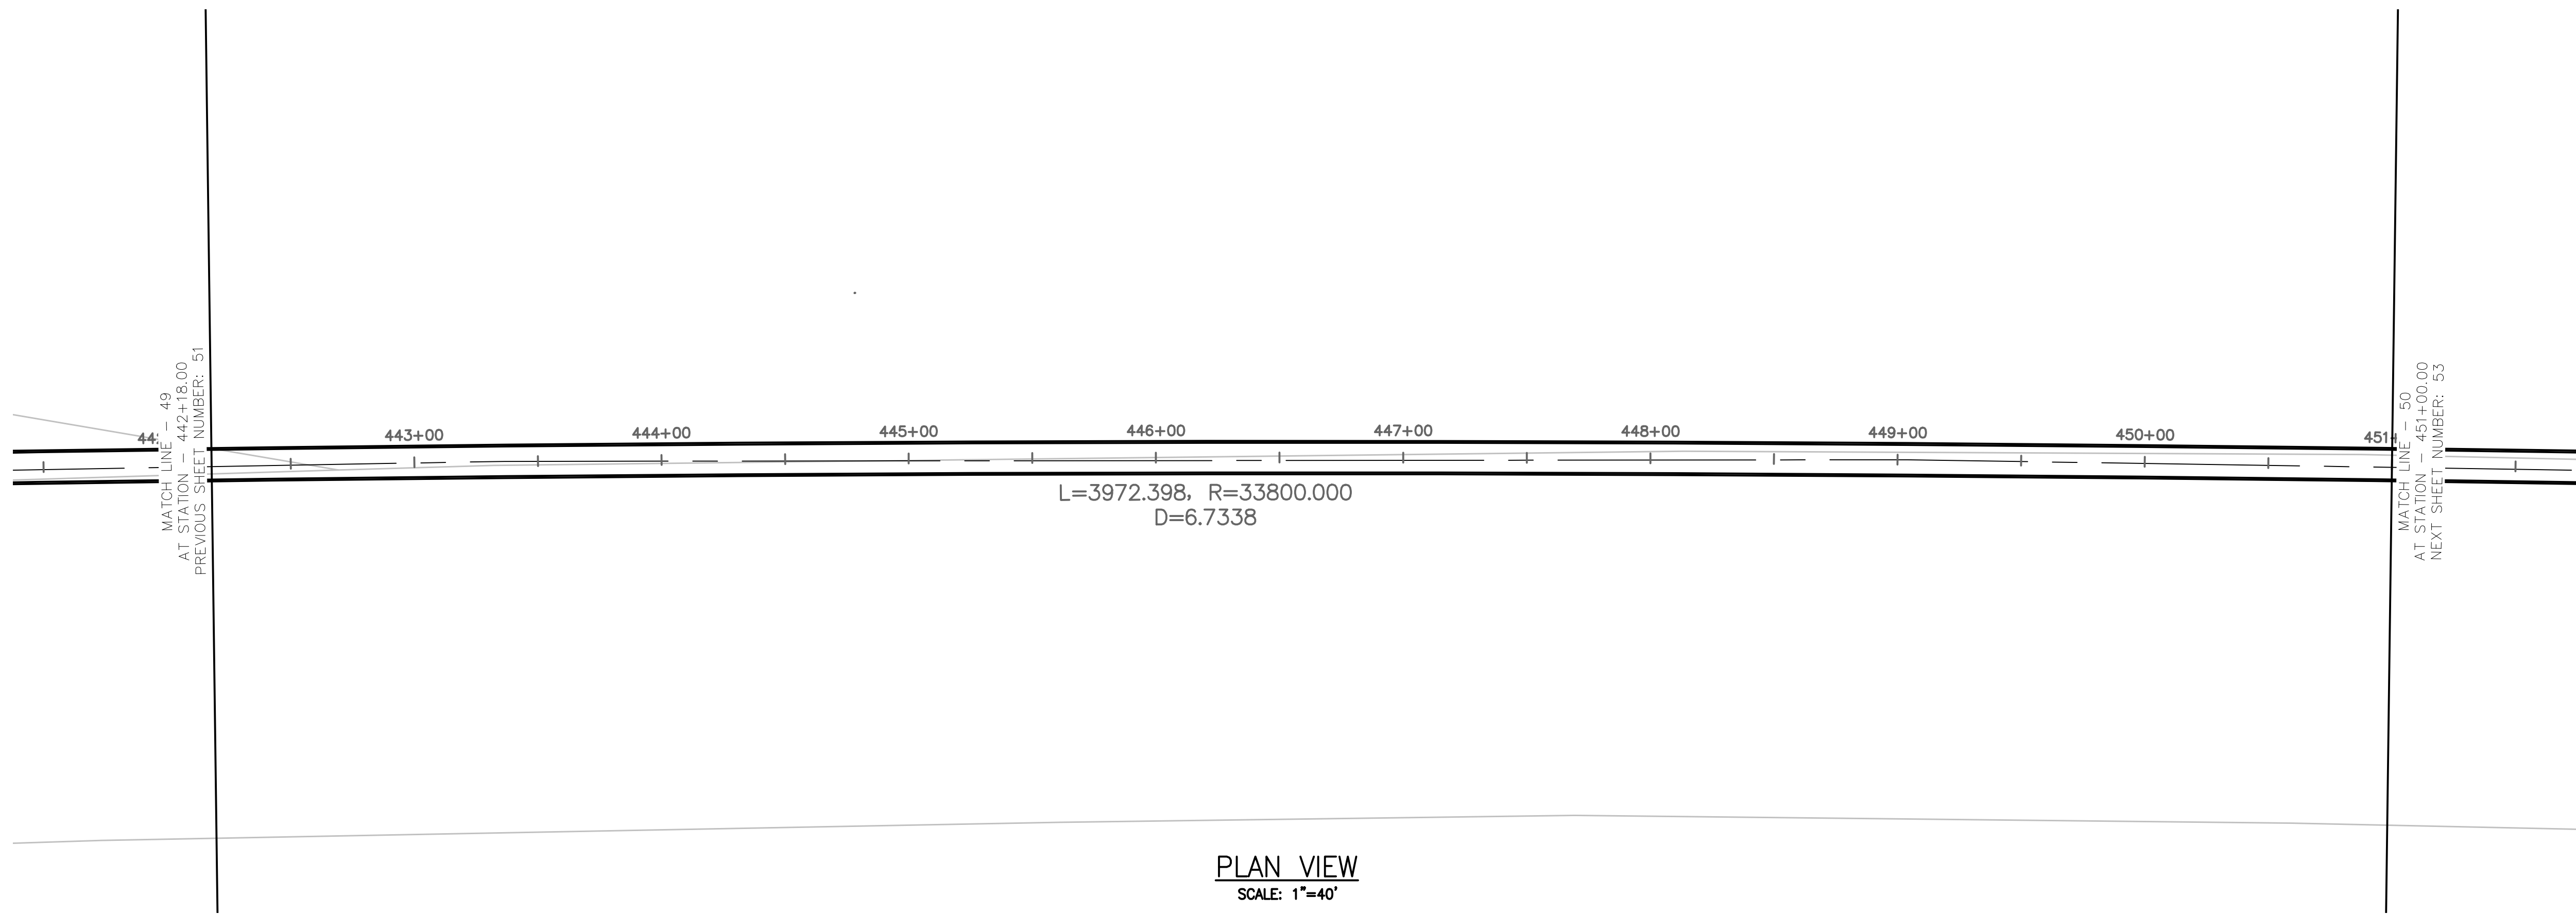 MATCH LINE - 49
AT STATION - 442+18.00
PREVIOUS SHEET NUMBER: 51
443+00
444+00
445+00
446+00
447+00
448+00
449+00
450+00
451+
L=3972.398, R=33800.000
D=6.7338
MATCH LINE - 50
AT STATION - 451+00.00
NEXT SHEET NUMBER: 53
PLAN VIEW
SCALE: 1"=40'